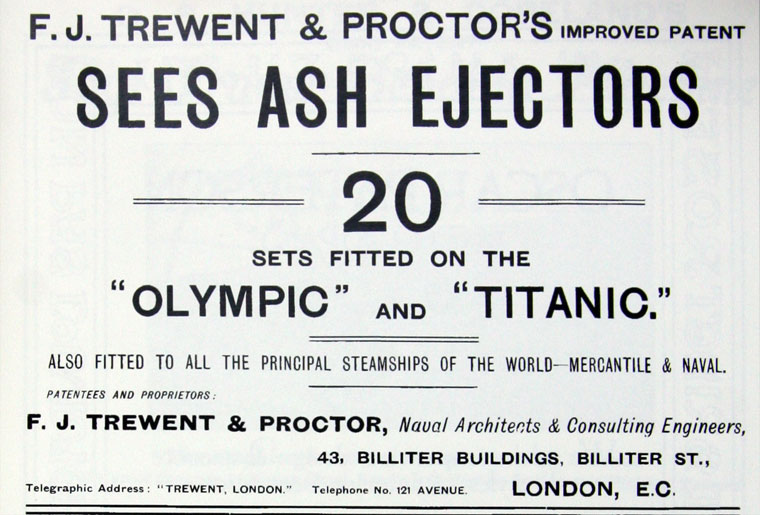 F. J. TREWENT & PROCTOR'S IMPROVED PATENT
SEES ASH EJECTORS
20
SETS FITTED ON THE
"OLYMPIC" AND "TITANIC."
ALSO FITTED TO ALL THE PRINCIPAL STEAMSHIPS OF THE WORLD—MERCANTILE & NAVAL.
PATENTEES AND PROPRIETORS:
F. J. TREWENT & PROCTOR, Naval Architects & Consulting Engineers,
43, BILLITER BUILDINGS, BILLITER ST.,
Telegraphic Address: "TREWENT, LONDON." Telephone No. 121 AVENUE. LONDON, E.C.